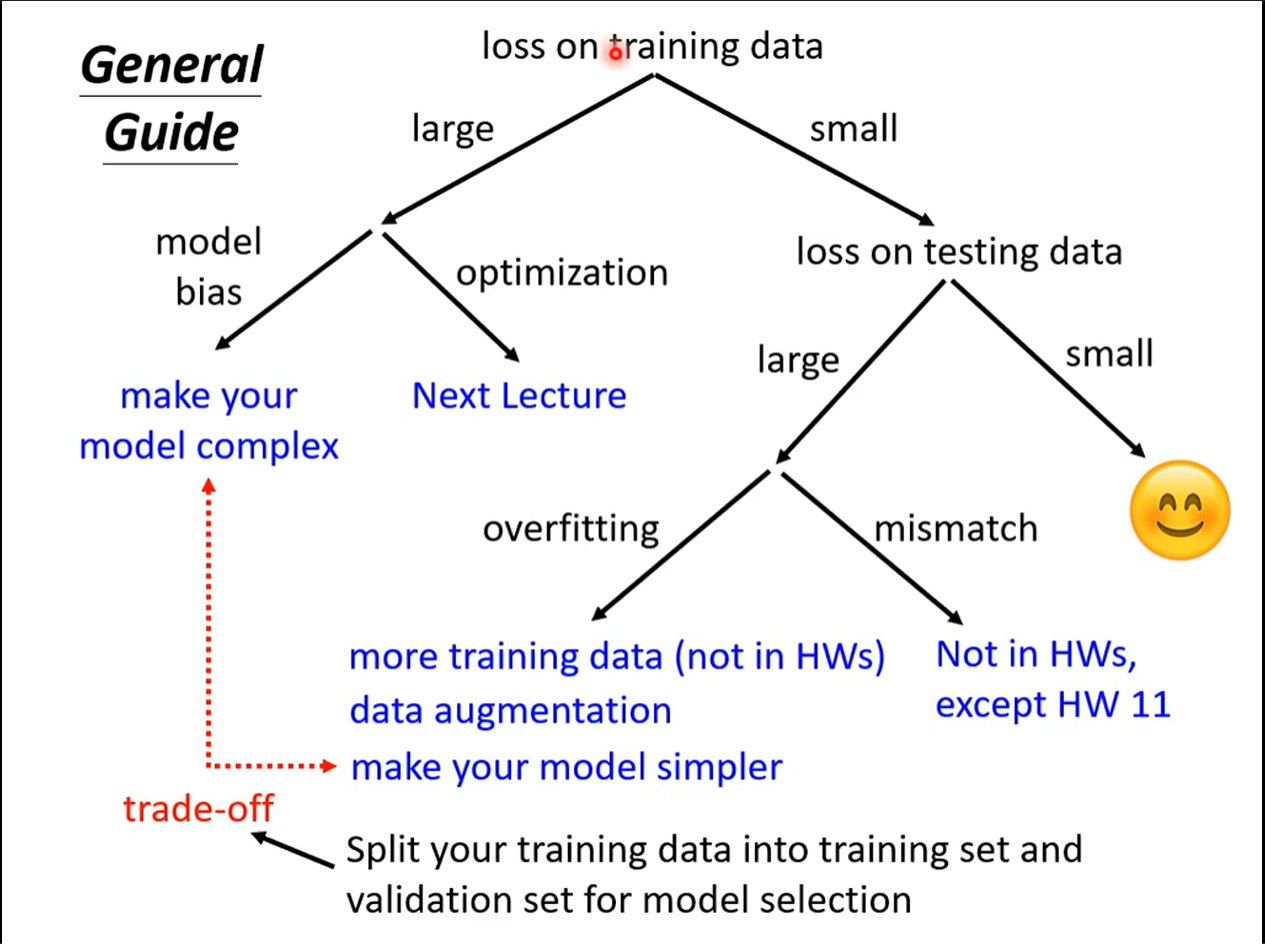 General
Guide
loss on training data
large
small
model
bias
optimization
loss on testing data
make your
model complex
Next Lecture
large
small
overfitting
mismatch
more training data (not in HWs)
data augmentation
make your model simpler
Not in HWs,
except HW 11
trade-off
Split your training data into training set and
validation set for model selection